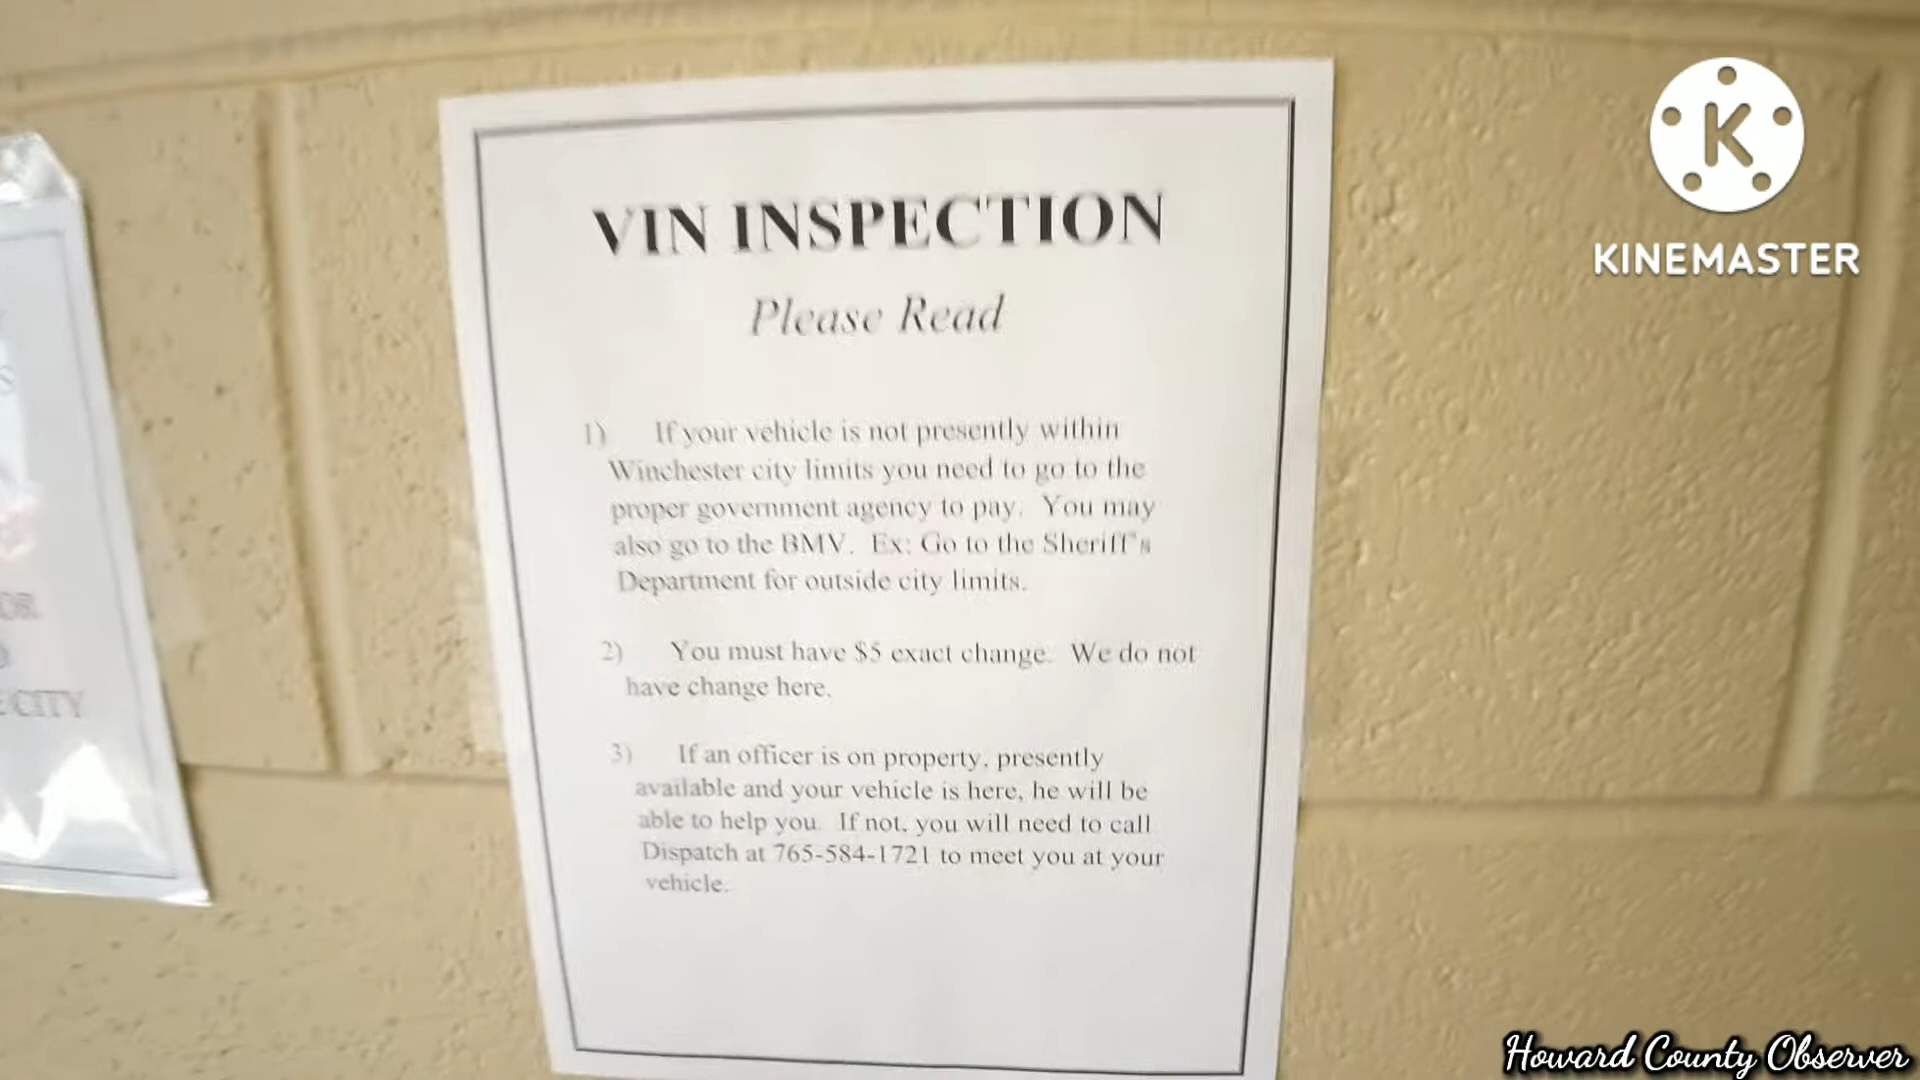 VIN INSPECTION
Please Read
1) If your vehicle is not presently within
Winchester city limits you need to go to the
proper government agency to pay. You may
also go to the BMV. Ex: Go to the Sheriff's
Department for outside city limits.
2) You must have $5 exact change. We do not
have change here.
3) If an officer is on property, presently
available and your vehicle is here, he will be
able to help you. If not, you will need to call
Dispatch at 765-584-1721 to meet you at your
vehicle.
CITY
K
KINEMASTER
Howard County Observer